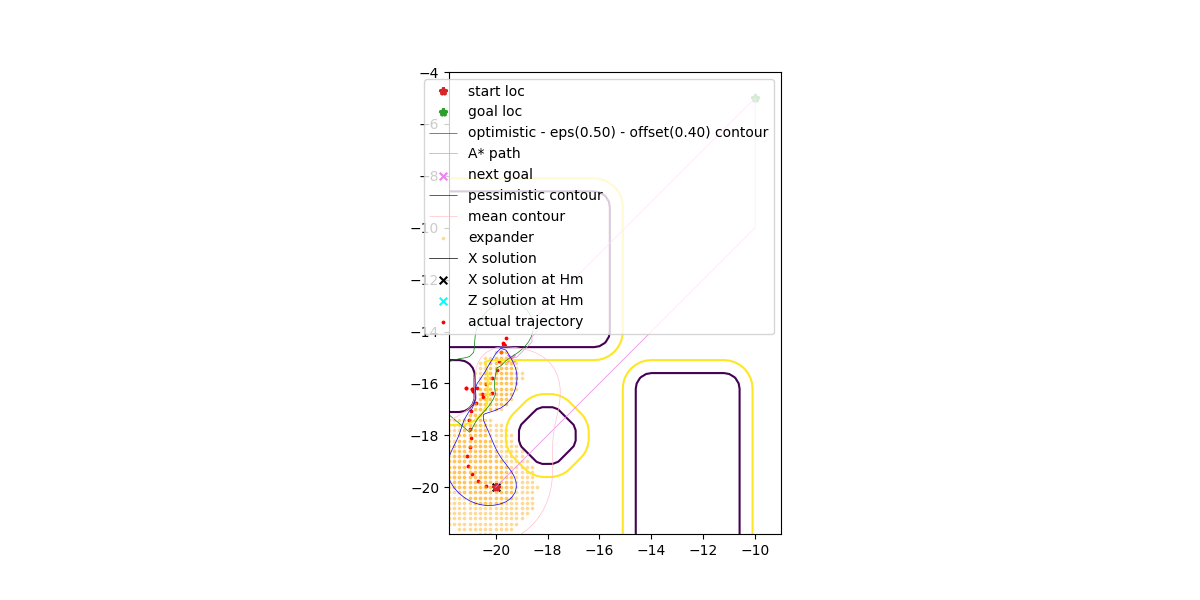 −4
start loc
goal loc
−6
optimistic - eps(0.50) - offset(0.40) contour
A* path
−8
next goal
pessimistic contour
mean contour
−10
expander
X solution
−12
X solution at Hm
Z solution at Hm
actual trajectory
−14
−16
−18
−20
−20 −18 −16 −14 −12 −10